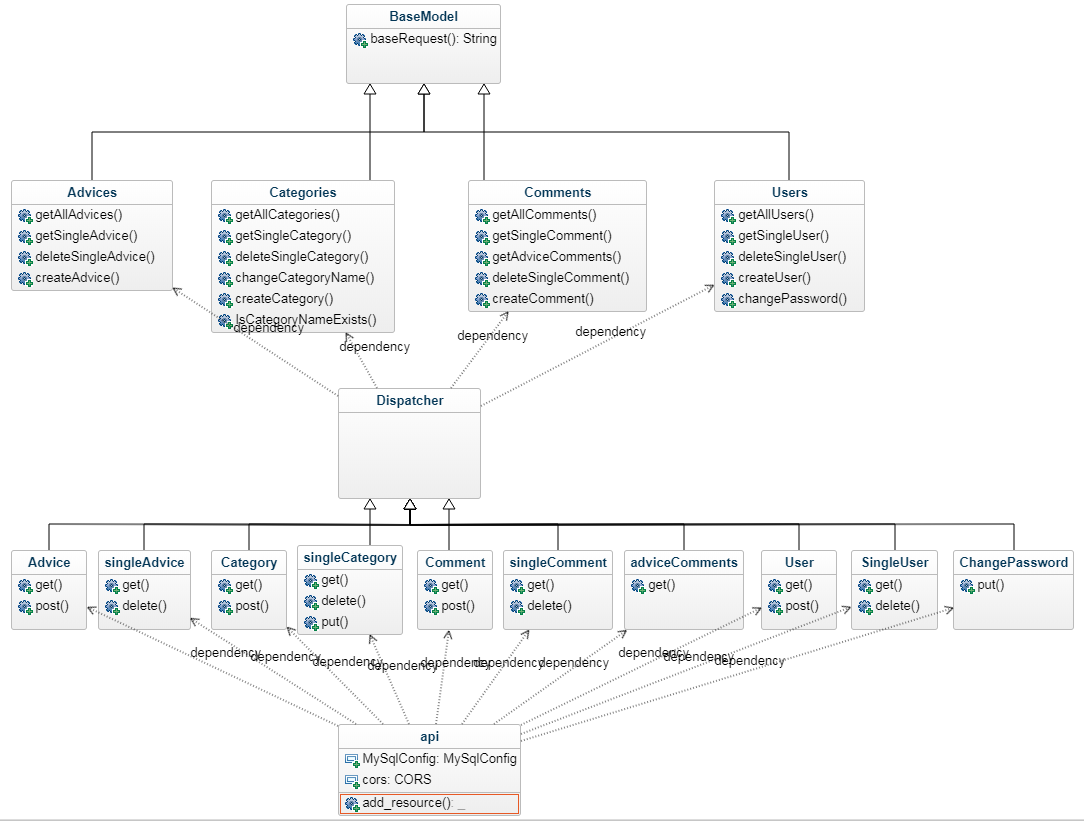 BaseModel
baseRequest(): String
Advices
getAllAdvices()
getSingleAdvice()
deleteSingleAdvice()
createAdvice()
Categories
getAllCategories()
getSingleCategory()
deleteSingleCategory()
changeCategoryName()
createCategory()
IsCategoryNameExists()
Comments
getAllComments()
getSingleComment()
getAdviceComments()
deleteSingleComment()
createComment()
Users
getAllUsers()
getSingleUser()
deleteSingleUser()
createUser()
changePassword()
dependency
dependency
dependency
dependency
Dispatcher
Advice
get()
post()
singleAdvice
get()
delete()
Category
get()
post()
singleCategory
get()
delete()
put()
Comment
get()
post()
singleComment
get()
delete()
adviceComments
get()
User
get()
post()
SingleUser
get()
delete()
ChangePassword
put()
dependency
dependency
dependency
dependency
dependency
dependency
dependency
dependency
dependency
dependency
api
MySqlConfig: MySqlConfig
cors: CORS
add_resource(): _